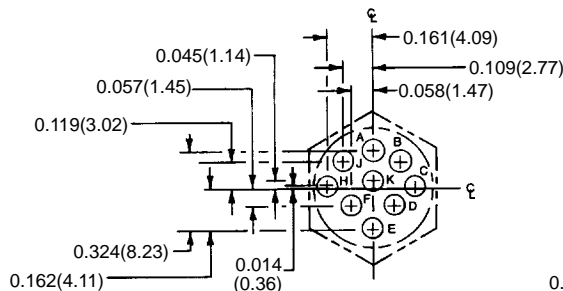 ℄
0.161(4.09)
0.045(1.14)
0.109(2.77)
0.057(1.45)
0.058(1.47)
0.119(3.02)
A
B
J
H
K
C
℄
F
D
E
0.324(8.23)
0.014
(0.36)
0.162(4.11)
0.